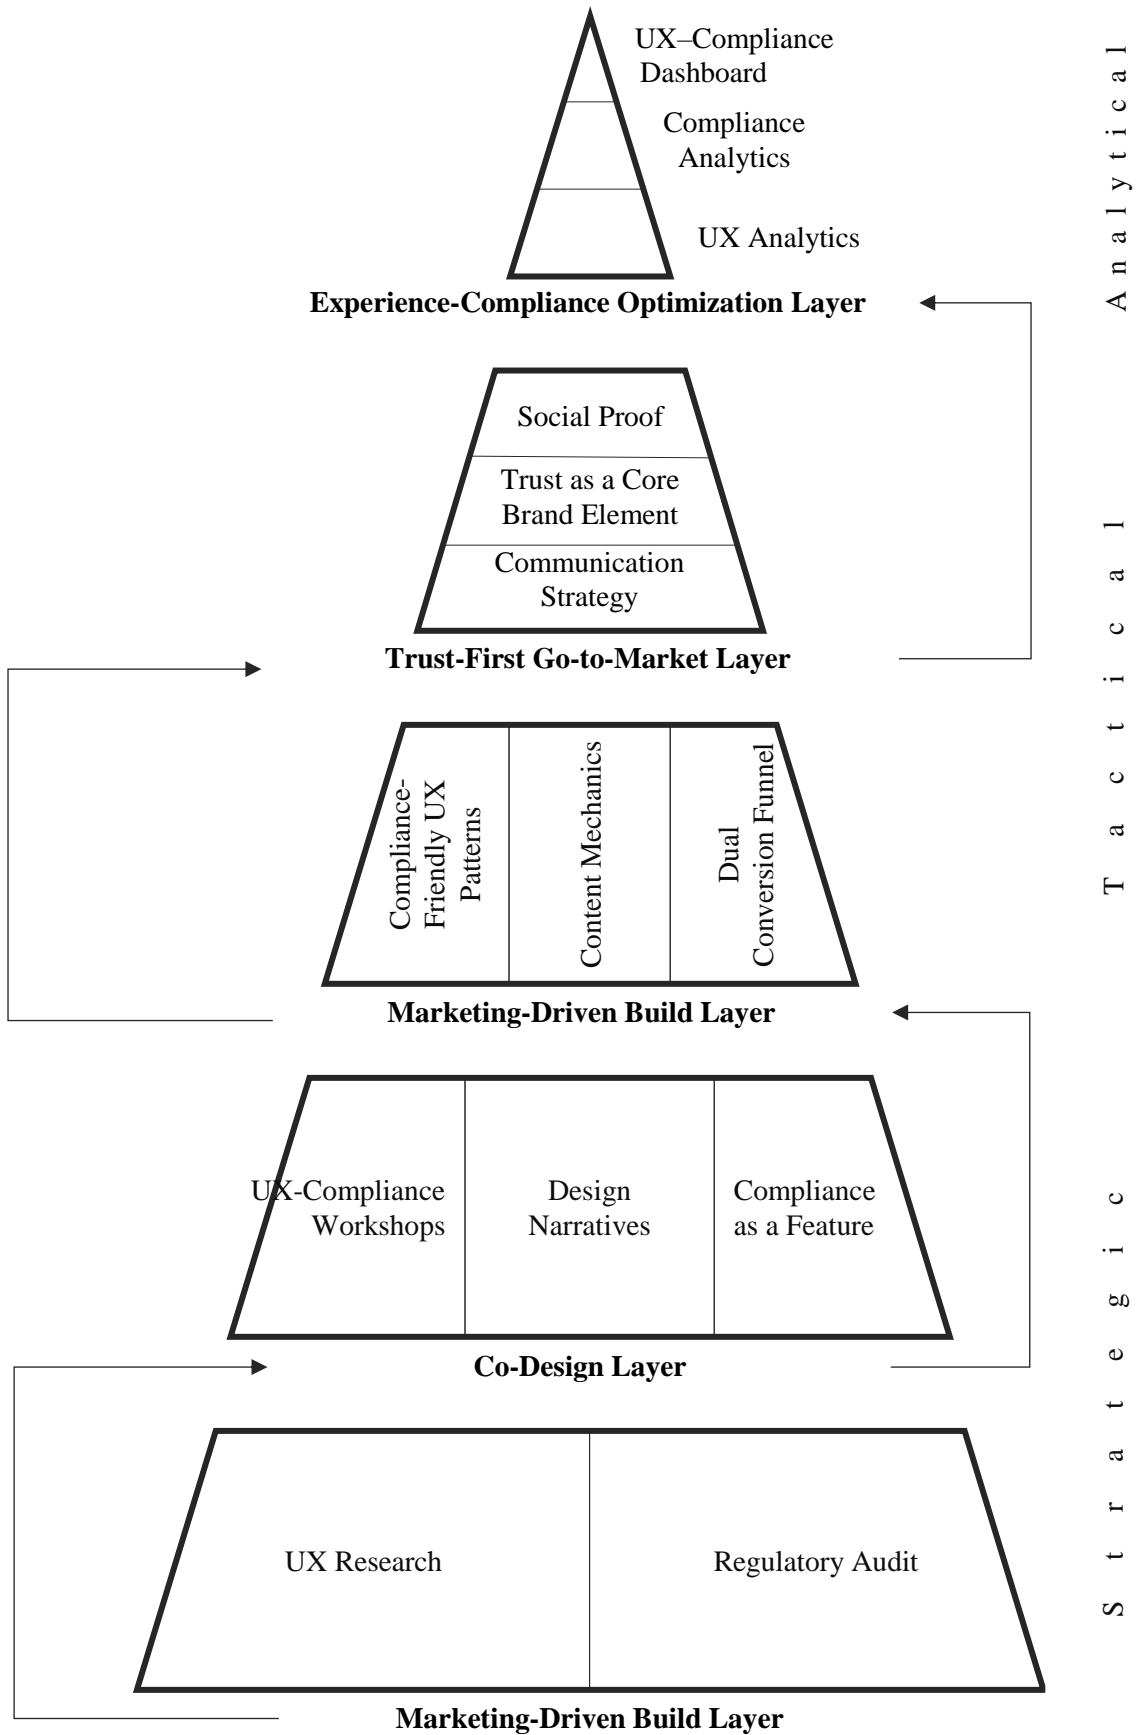 UX–Compliance
Dashboard
Compliance
Analytics
UX Analytics
Experience-Compliance Optimization Layer
Analytical
Social Proof
Trust as a Core
Brand Element
Communication
Strategy
Trust-First Go-to-Market Layer
Tactical
Compliance-
Friendly UX
Patterns
Content Mechanics
Dual
Conversion Funnel
Marketing-Driven Build Layer
UX-Compliance
Workshops
Design
Narratives
Compliance
as a Feature
Co-Design Layer
Strategic
UX Research
Regulatory Audit
Marketing-Driven Build Layer